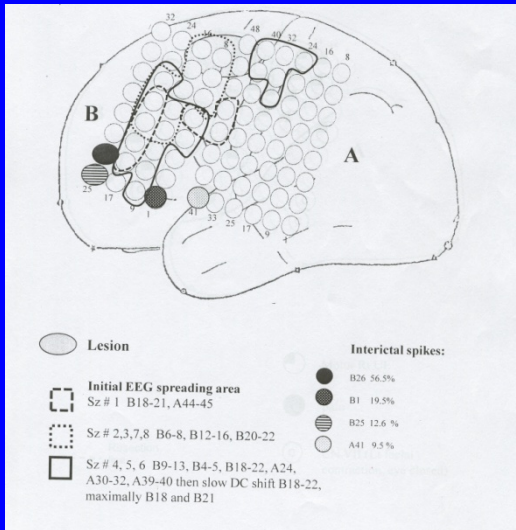 32
24
16
8
48
40
32
24
16
8
B
A
25
17
9
1
41
33
25
17
9
Lesion
Initial EEG spreading area
Sz # 1 B18-21, A44-45
Sz # 2,3,7,8 B6-8, B12-16, B20-22
Sz # 4, 5, 6 B9-13, B4-5, B18-22, A24,
A30-32, A39-40 then slow DC shift B18-22,
maximally B18 and B21
Interictal spikes:
B26 56.5%
B1 19.5%
B25 12.6 %
A41 9.5 %